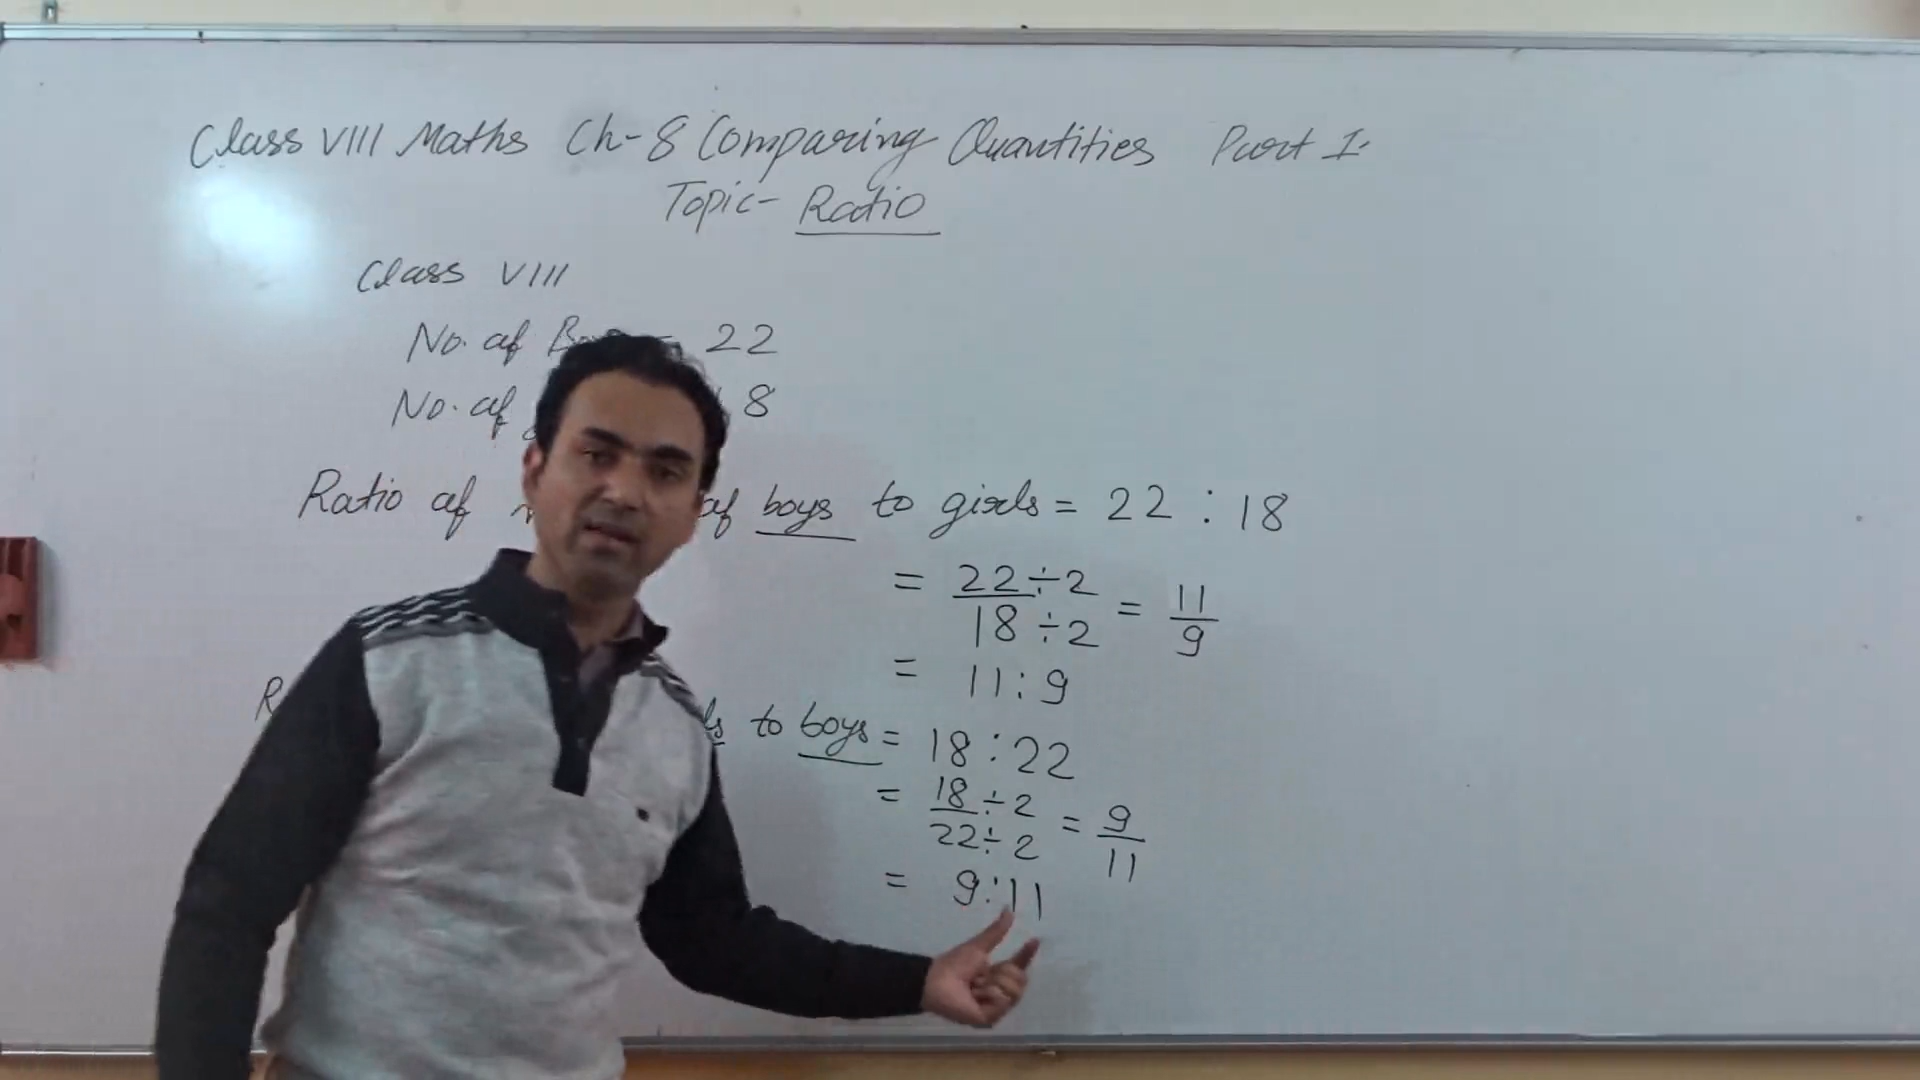 Class VIII Maths Ch-8 Comparing Quantities Part I.
Topic- Ratio
Class VIII
No. of = 22
No. of 8
Ratio of of boys to girls = 22 : 18
= 22÷2 / 18÷2 = 11/9
= 11:9
to boys = 18:22
= 18÷2 / 22÷2 = 9/11
= 9:11